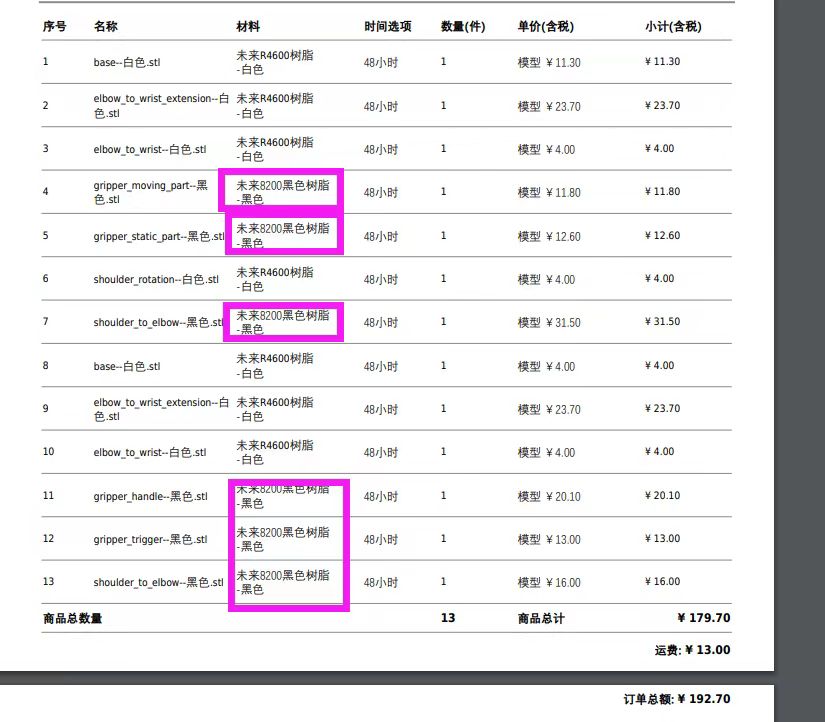 序号 名称 材料 时间选项 数量(件) 单价(含税) 小计(含税)
1 base--白色.stl 未来R4600树脂 48小时 1 模型 ¥11.30 ¥11.30
-白色
2 elbow_to_wrist_extension--白 未来R4600树脂 48小时 1 模型 ¥23.70 ¥23.70
色.stl -白色
3 elbow_to_wrist--白色.stl 未来R4600树脂 48小时 1 模型 ¥4.00 ¥4.00
-白色
4 gripper_moving_part--黑 未来8200黑色树脂 48小时 1 模型 ¥11.80 ¥11.80
色.stl -黑色
5 gripper_static_part--黑色.stl 未来8200黑色树脂 48小时 1 模型 ¥12.60 ¥12.60
-黑色
6 shoulder_rotation--白色.stl 未来R4600树脂 48小时 1 模型 ¥4.00 ¥4.00
-白色
7 shoulder_to_elbow--黑色.stl 未来8200黑色树脂 48小时 1 模型 ¥31.50 ¥31.50
-黑色
8 base--白色.stl 未来R4600树脂 48小时 1 模型 ¥4.00 ¥4.00
-白色
9 elbow_to_wrist_extension--白 未来R4600树脂 48小时 1 模型 ¥23.70 ¥23.70
色.stl -白色
10 elbow_to_wrist--白色.stl 未来R4600树脂 48小时 1 模型 ¥4.00 ¥4.00
-白色
11 gripper_handle--黑色.stl 未来8200黑色树脂 48小时 1 模型 ¥20.10 ¥20.10
-黑色
12 gripper_trigger--黑色.stl 未来8200黑色树脂 48小时 1 模型 ¥13.00 ¥13.00
-黑色
13 shoulder_to_elbow--黑色.stl 未来8200黑色树脂 48小时 1 模型 ¥16.00 ¥16.00
-黑色
商品总数量 13 商品总计 ¥179.70
运费: ¥13.00
订单总额: ¥192.70